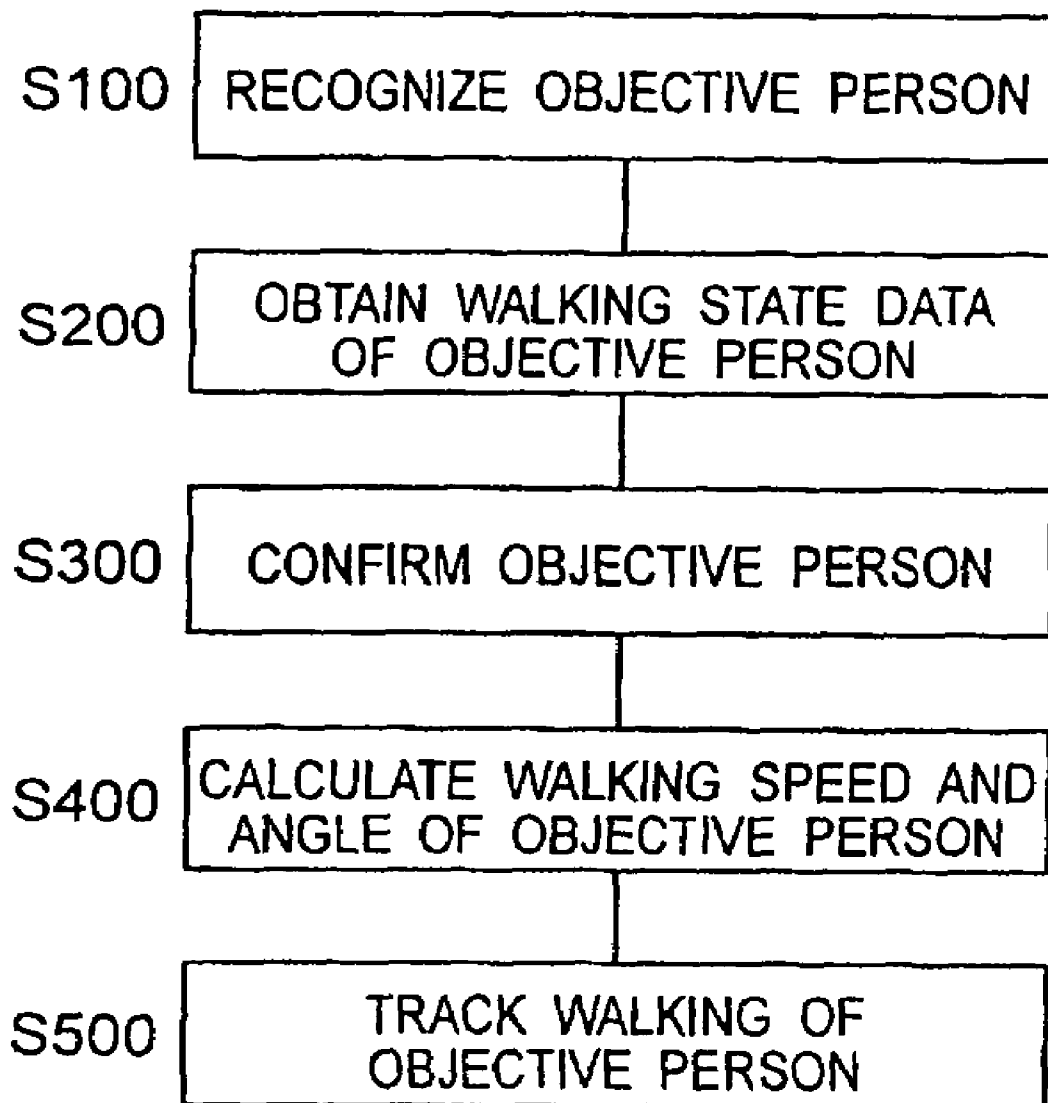 S100 RECOGNIZE OBJECTIVE PERSON
S200 OBTAIN WALKING STATE DATA
OF OBJECTIVE PERSON
S300 CONFIRM OBJECTIVE PERSON
S400 CALCULATE WALKING SPEED AND
ANGLE OF OBJECTIVE PERSON
S500 TRACK WALKING OF
OBJECTIVE PERSON